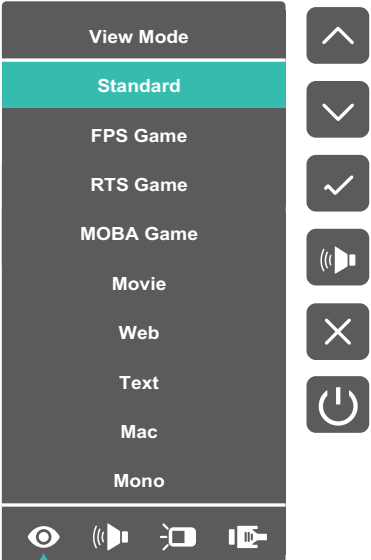 View Mode
Standard
FPS Game
RTS Game
MOBA Game
Movie
Web
Text
Mac
Mono